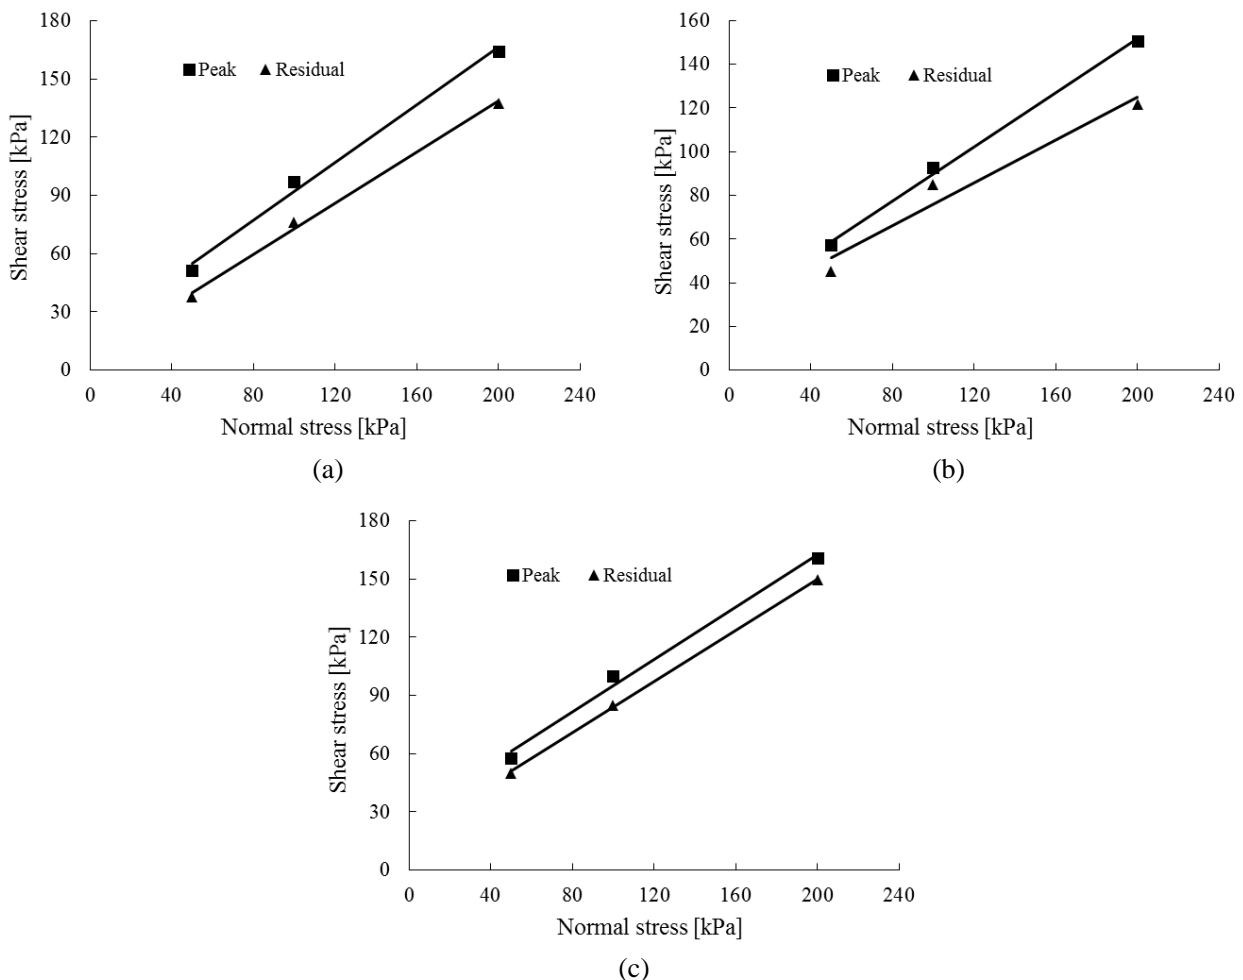 180
150
120
90
60
30
0
Shear stress [kPa]
Peak Residual
0 40 80 120 160 200 240
Normal stress [kPa]
(a)
160
140
120
100
80
60
40
20
0
Shear stress [kPa]
Peak Residual
0 40 80 120 160 200 240
Normal stress [kPa]
(b)
180
150
120
90
60
30
0
Shear stress [kPa]
Peak Residual
0 40 80 120 160 200 240
Normal stress [kPa]
(c)